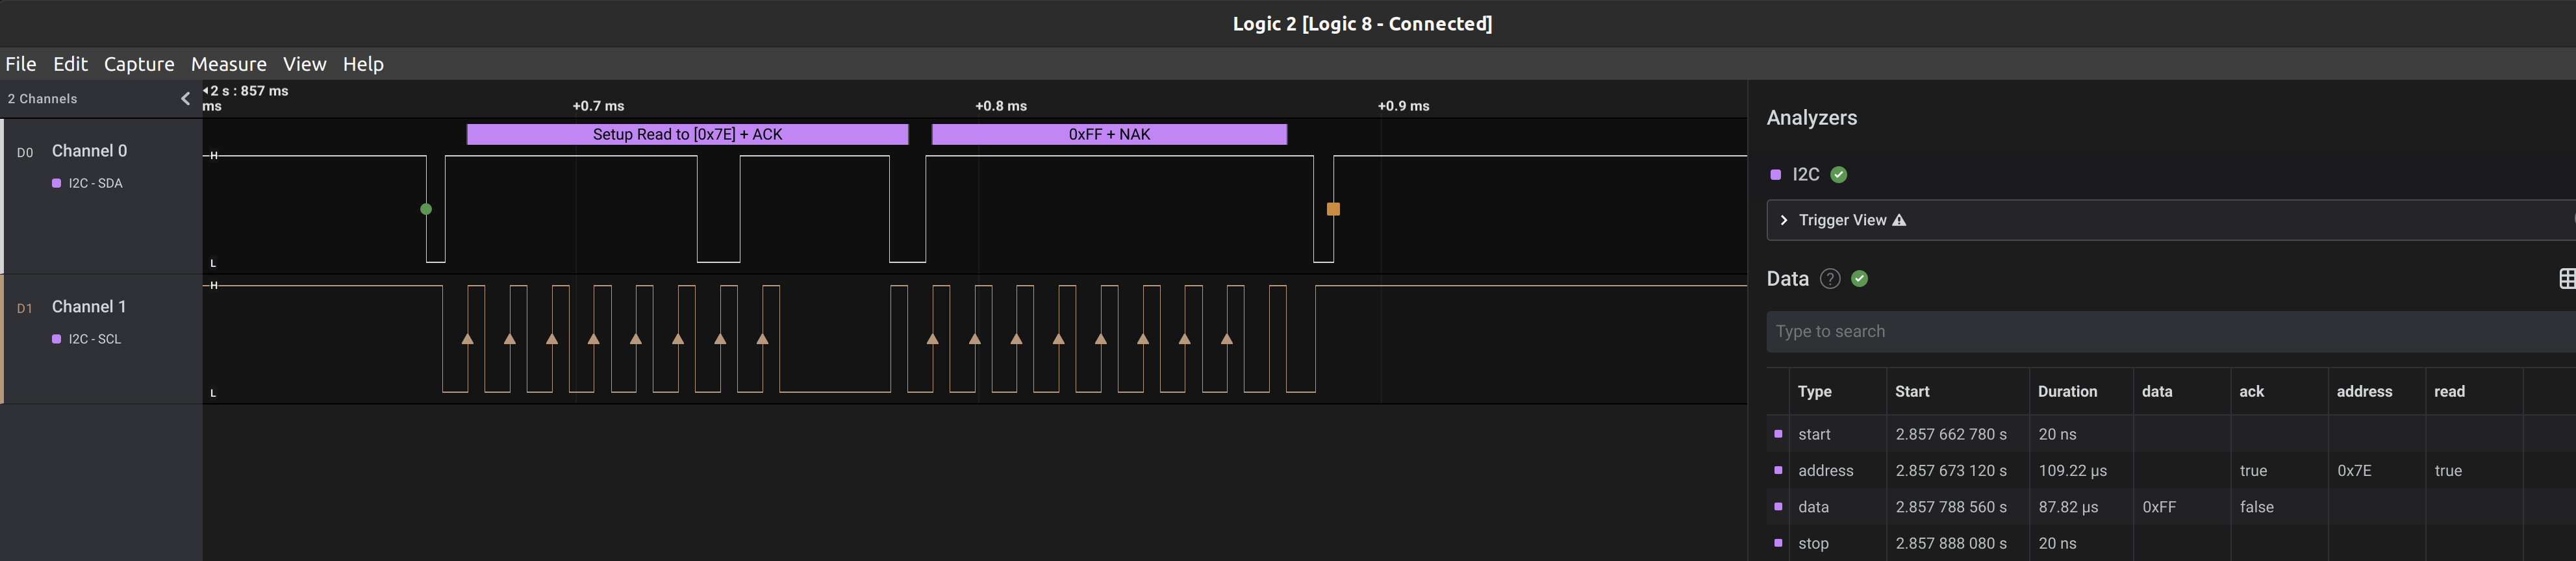 Logic 2 [Logic 8 - Connected]
File Edit Capture Measure View Help
2 Channels
2 s : 857 ms
ms +0.7 ms +0.8 ms +0.9 ms
D0 Channel 0
I2C - SDA
H
L
Setup Read to [0x7E] + ACK 0xFF + NAK
D1 Channel 1
I2C - SCL
H
L
Analyzers
I2C
Trigger View
Data ?
Type to search
Type Start Duration data ack address read
start 2.857 662 780 s 20 ns
address 2.857 673 120 s 109.22 μs true 0x7E true
data 2.857 788 560 s 87.82 μs 0xFF false
stop 2.857 888 080 s 20 ns